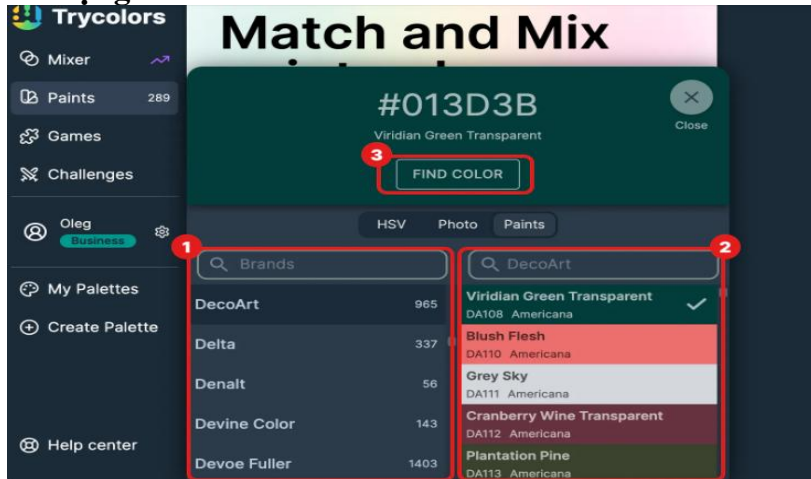 Trycolors
Mixer
Paints 289
Games
Challenges
Oleg
Business
My Palettes
Create Palette
Help center
Match and Mix
#013D3B
Viridian Green Transparent
Close
3
FIND COLOR
HSV Photo Paints
1
Brands
DecoArt 965
Delta 337
Denalt 56
Devine Color 143
Devoe Fuller 1403
2
DecoArt
Viridian Green Transparent
DA108 Americana
Blush Flesh
DA110 Americana
Grey Sky
DA111 Americana
Cranberry Wine Transparent
DA112 Americana
Plantation Pine
DA113 Americana